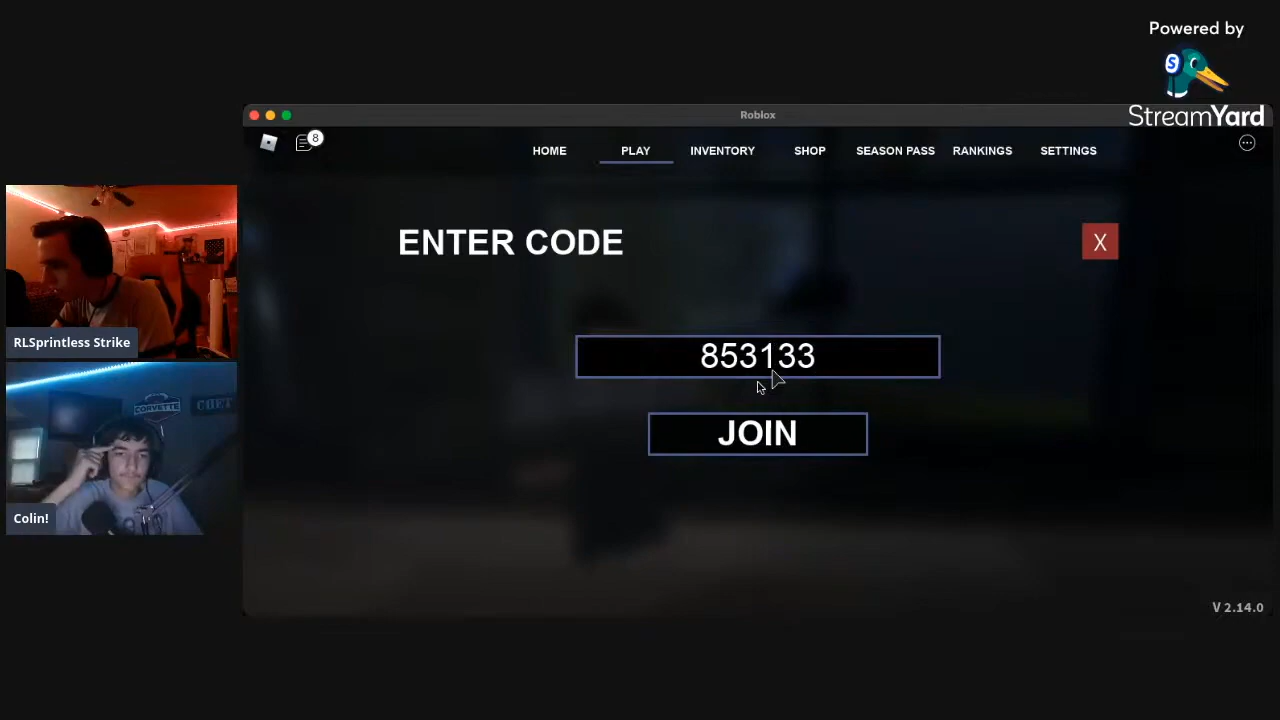 Powered by
StreamYard
Roblox
8
HOME PLAY INVENTORY SHOP SEASON PASS RANKINGS SETTINGS
ENTER CODE
X
853133
JOIN
RLSprintless Strike
CORVETTE
Colin!
V 2.14.0